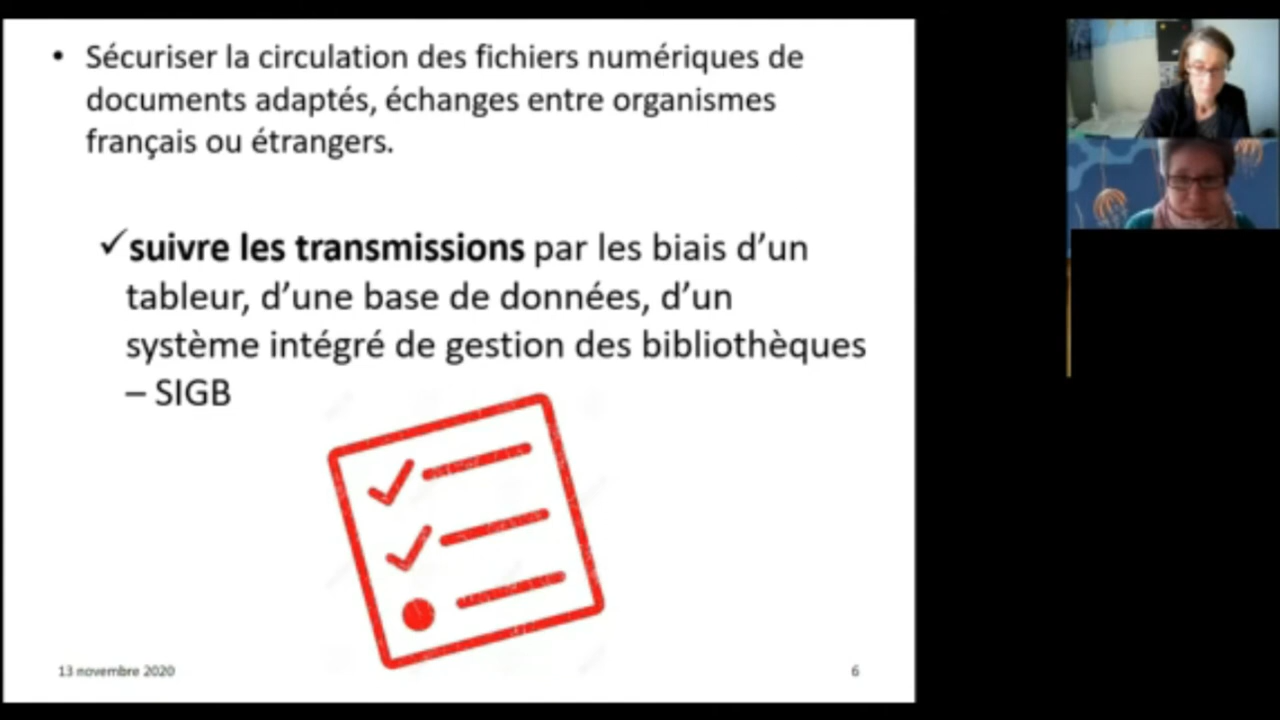 • Sécuriser la circulation des fichiers numériques de
documents adaptés, échanges entre organismes
français ou étrangers.
✓suivre les transmissions par les biais d’un
tableur, d’une base de données, d’un
système intégré de gestion des bibliothèques
– SIGB
13 novembre 2020
6